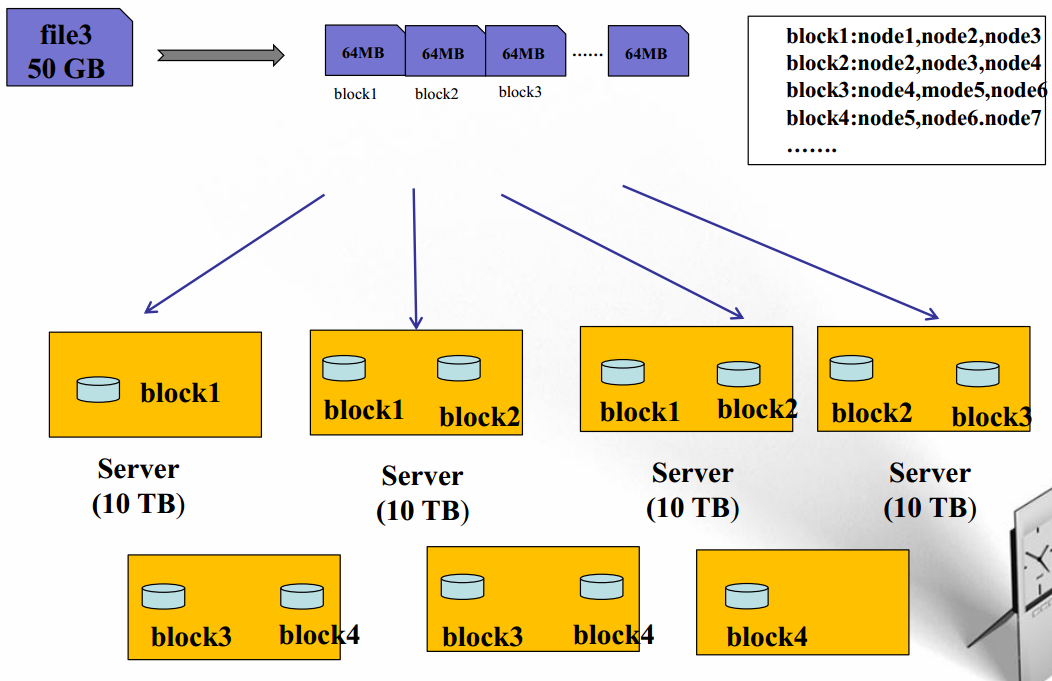 file3
50 GB
64MB
64MB
64MB
......
64MB
block1
block2
block3
block1:node1,node2,node3
block2:node2,node3,node4
block3:node4,mode5,node6
block4:node5,node6.node7
.......
block1
block1
block2
block1
block2
block2
block3
Server
(10 TB)
Server
(10 TB)
Server
(10 TB)
Server
(10 TB)
block3
block4
block3
block4
block4